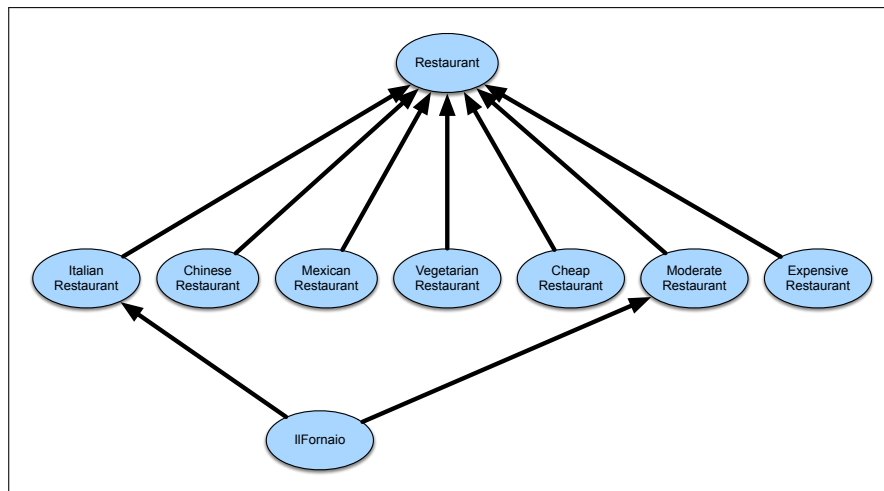 Restaurant
Italian
Restaurant
Chinese
Restaurant
Mexican
Restaurant
Vegetarian
Restaurant
Cheap
Restaurant
Moderate
Restaurant
Expensive
Restaurant
IlFornaio